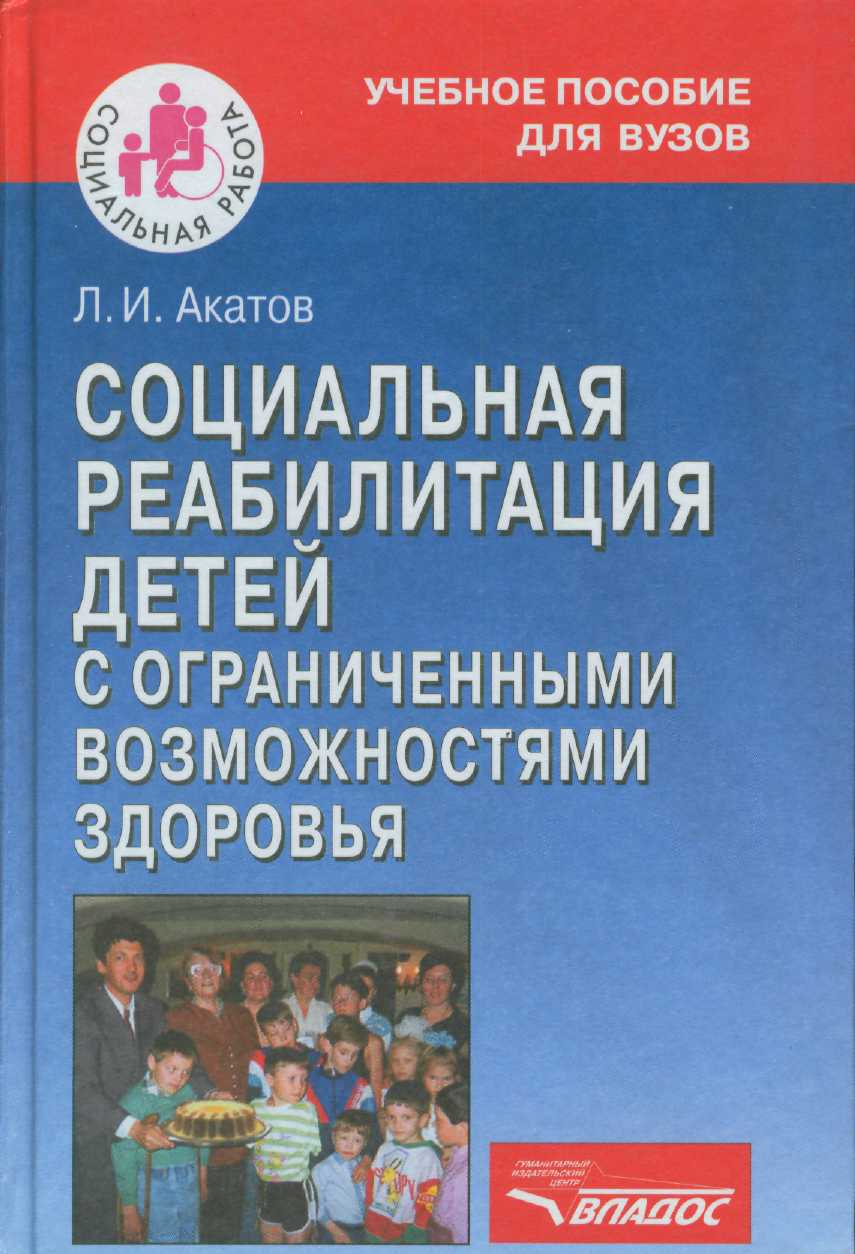 УЧЕБНОЕ ПОСОБИЕ
ДЛЯ ВУЗОВ
СОЦИАЛЬНАЯ РАБОТА
Л. И. Акатов
СОЦИАЛЬНАЯ
РЕАБИЛИТАЦИЯ
ДЕТЕЙ
С ОГРАНИЧЕННЫМИ
ВОЗМОЖНОСТЯМИ
ЗДОРОВЬЯ
ГУМАНИТАРНЫЙ
ИЗДАТЕЛЬСКИЙ
ЦЕНТР
ВЛАДОС